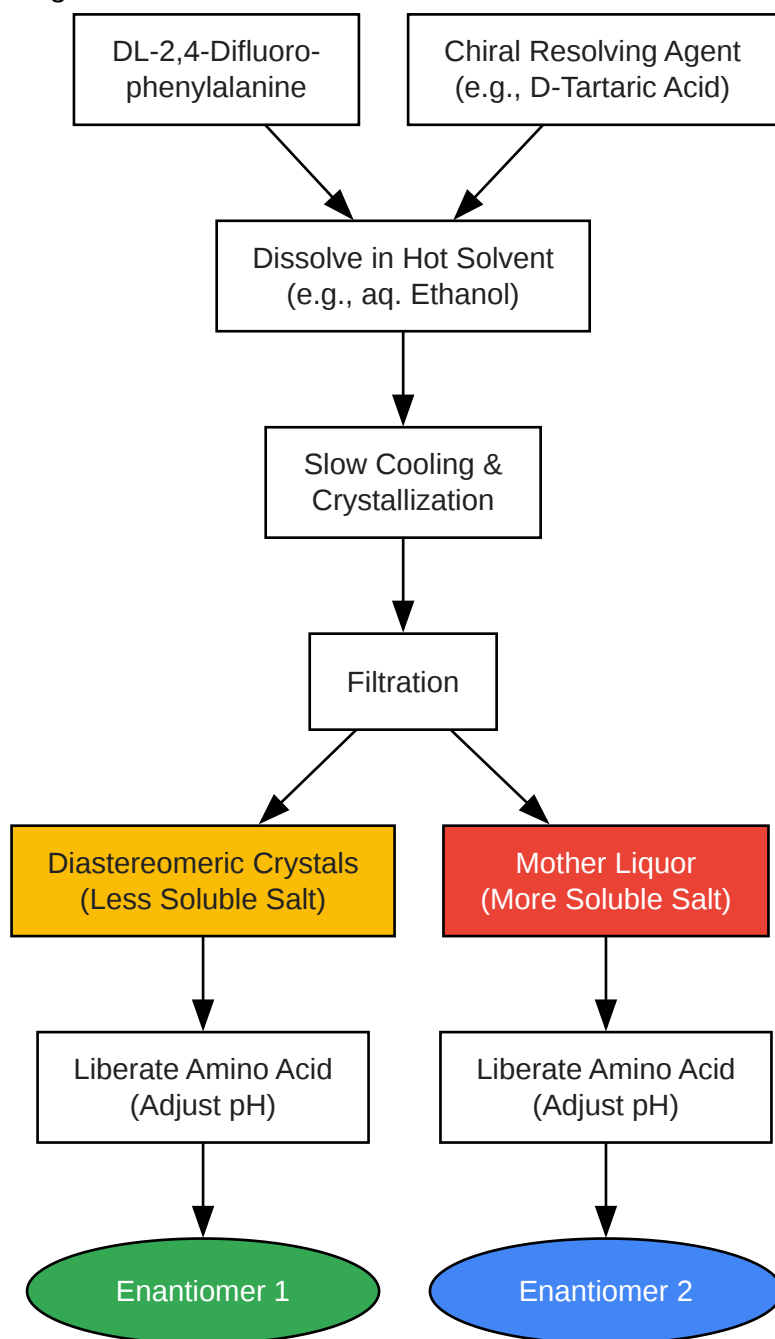 DL-2,4-Difluoro-
phenylalanine
Chiral Resolving Agent
(e.g., D-Tartaric Acid)
Dissolve in Hot Solvent
(e.g., aq. Ethanol)
Slow Cooling &
Crystallization
Filtration
Diastereomeric Crystals
(Less Soluble Salt)
Mother Liquor
(More Soluble Salt)
Liberate Amino Acid
(Adjust pH)
Liberate Amino Acid
(Adjust pH)
Enantiomer 1
Enantiomer 2